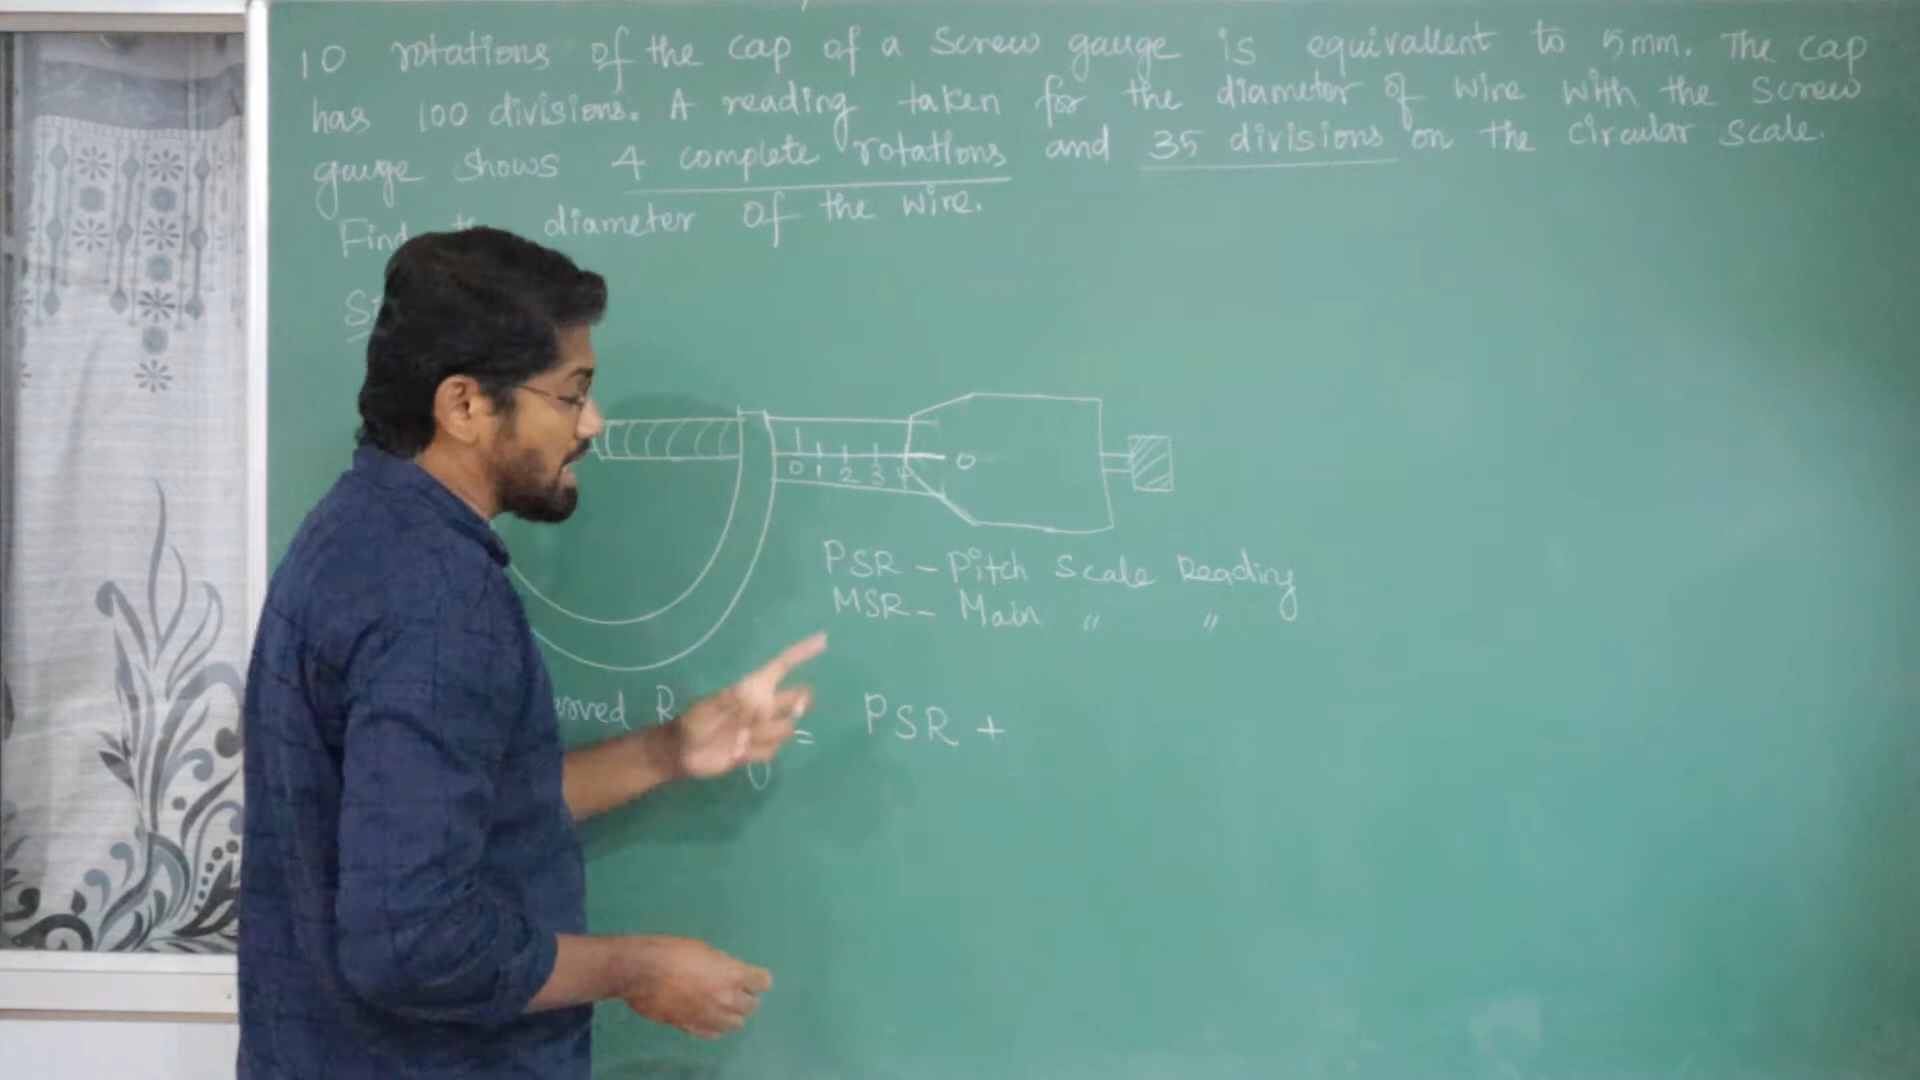 10 rotations of the cap of a screw gauge is equivallent to 5mm. The cap
has 100 divisions. A reading taken for the diameter of wire with the screw
gauge shows 4 complete rotations and 35 divisions on the circular scale.
Find diameter of the wire.
0 1 2 3 4 0
PSR - Pitch Scale Reading
MSR - Main " "
= PSR +